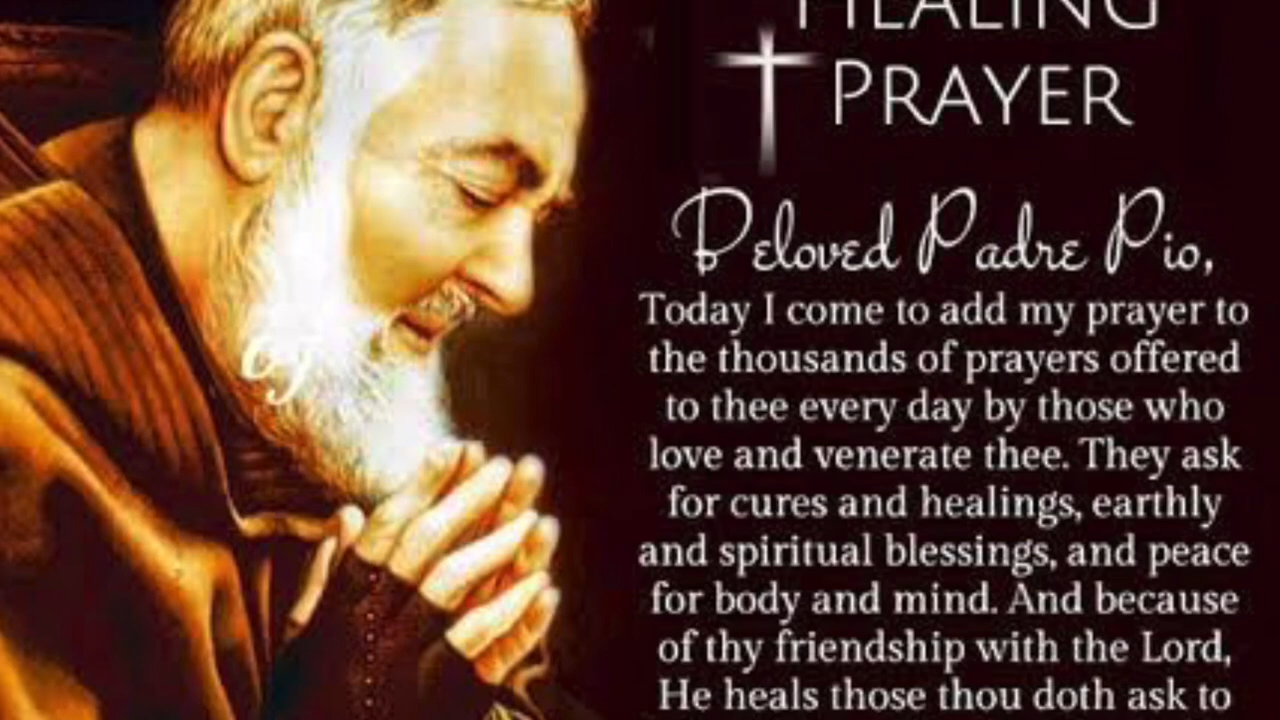 HEALING
PRAYER
Beloved Padre Pio,
Today I come to add my prayer to
the thousands of prayers offered
to thee every day by those who
love and venerate thee. They ask
for cures and healings, earthly
and spiritual blessings, and peace
for body and mind. And because
of thy friendship with the Lord,
He heals those thou doth ask to